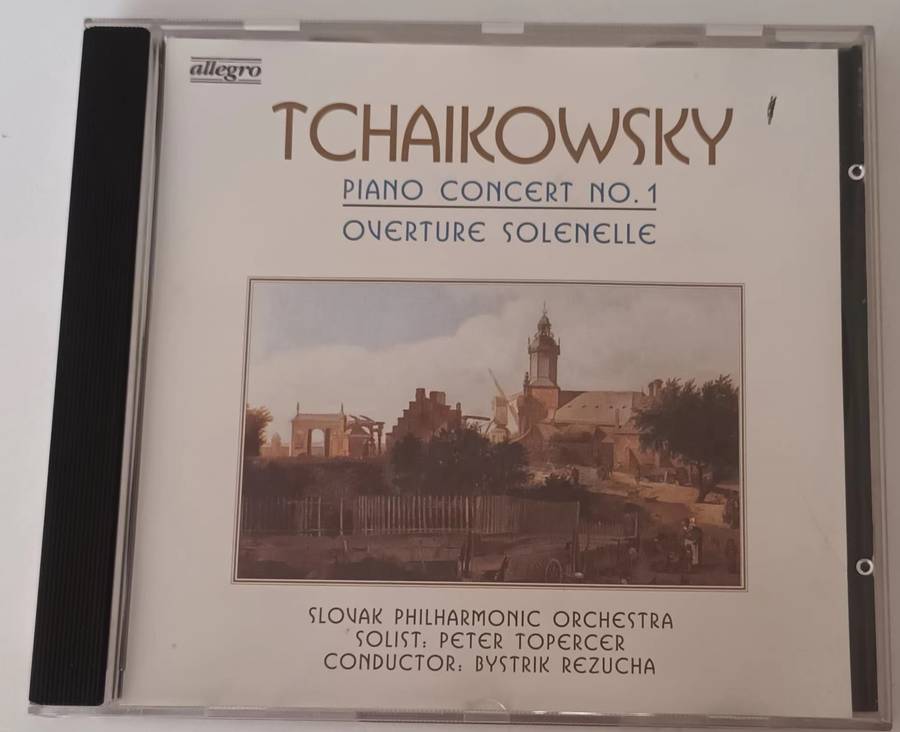 allegro
TCHAIKOWSKY
PIANO CONCERT NO. 1
OVERTURE SOLENELLE
SLOVAK PHILHARMONIC ORCHESTRA
SOLIST: PETER TOPERCER
CONDUCTOR: BYSTRIK REZUCHA